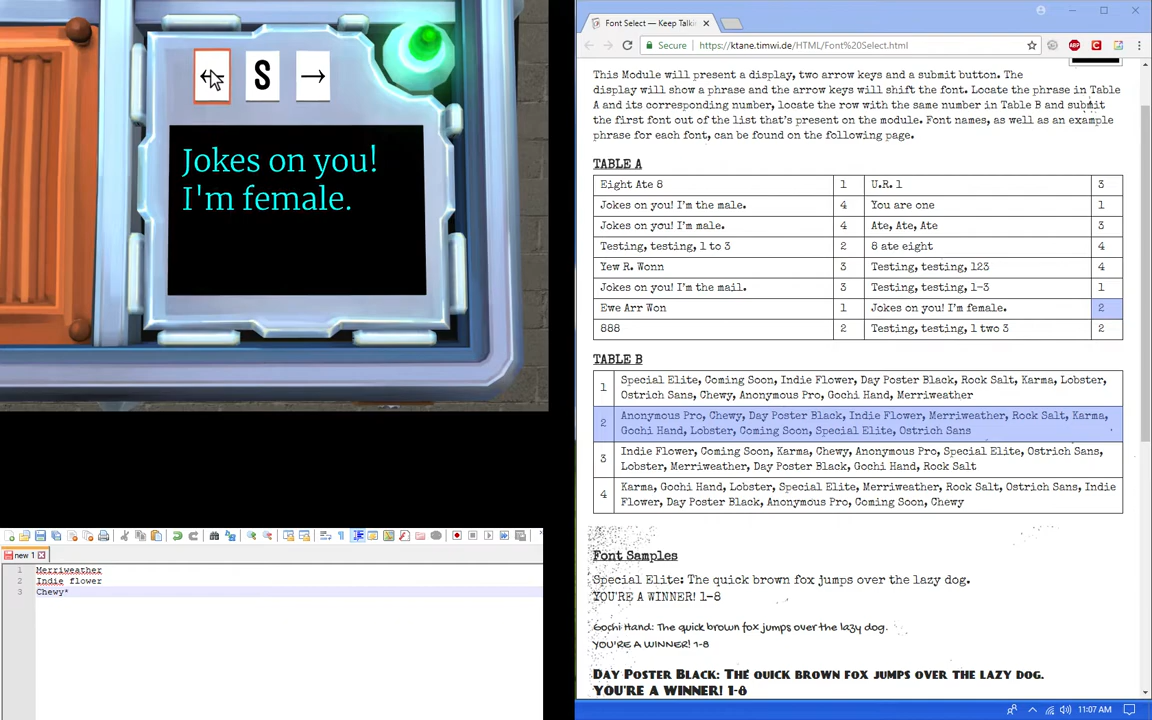 ←
S
→
Jokes on you!
I'm female.
new 1
1 Merriweather
2 Indie flower
3 Chewy*
Font Select — Keep Talki
Secure
https://ktane.timwi.de/HTML/Font%20Select.html
This Module will present a display, two arrow keys and a submit button. The
display will show a phrase and the arrow keys will shift the font. Locate the phrase in Table
A and its corresponding number, locate the row with the same number in Table B and submit
the first font out of the list that's present on the module. Font names, as well as an example
phrase for each font, can be found on the following page.
TABLE A
Eight Ate 8 1 U.R. 1 3
Jokes on you! I'm the male. 4 You are one 1
Jokes on you! I'm male. 4 Ate, Ate, Ate 3
Testing, testing, 1 to 3 2 8 ate eight 4
Yew R. Wonn 3 Testing, testing, 123 4
Jokes on you! I'm the mail. 3 Testing, testing, 1-3 1
Ewe Arr Won 1 Jokes on you! I'm female. 2
888 2 Testing, testing, 1 two 3 2
TABLE B
1 Special Elite, Coming Soon, Indie Flower, Day Poster Black, Rock Salt, Karma, Lobster,
Ostrich Sans, Chewy, Anonymous Pro, Gochi Hand, Merriweather
2 Anonymous Pro, Chewy, Day Poster Black, Indie Flower, Merriweather, Rock Salt, Karma,
Gochi Hand, Lobster, Coming Soon, Special Elite, Ostrich Sans
3 Indie Flower, Coming Soon, Karma, Chewy, Anonymous Pro, Special Elite, Ostrich Sans,
Lobster, Merriweather, Day Poster Black, Gochi Hand, Rock Salt
4 Karma, Gochi Hand, Lobster, Special Elite, Merriweather, Rock Salt, Ostrich Sans, Indie
Flower, Day Poster Black, Anonymous Pro, Coming Soon, Chewy
Font Samples
Special Elite: The quick brown fox jumps over the lazy dog.
YOU'RE A WINNER! 1-8
Gochi Hand: The quick brown fox jumps over the lazy dog.
YOU'RE A WINNER! 1-8
DAY POSTER BLACK: THE QUICK BROWN FOX JUMPS OVER THE LAZY DOG.
YOU'RE A WINNER! 1-8
11:07 AM